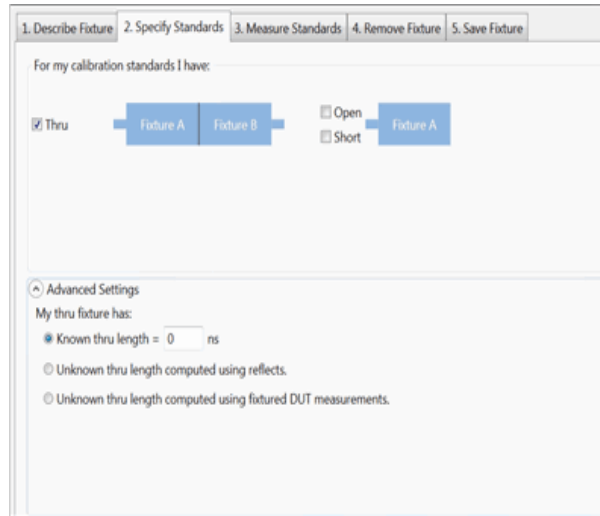 1. Describe Fixture 2. Specify Standards 3. Measure Standards 4. Remove Fixture 5. Save Fixture
For my calibration standards I have:
Thru Fixture A Fixture B Open Fixture A
Short
Advanced Settings
My thru fixture has:
Known thru length = 0 ns
Unknown thru length computed using reflects.
Unknown thru length computed using fixtured DUT measurements.